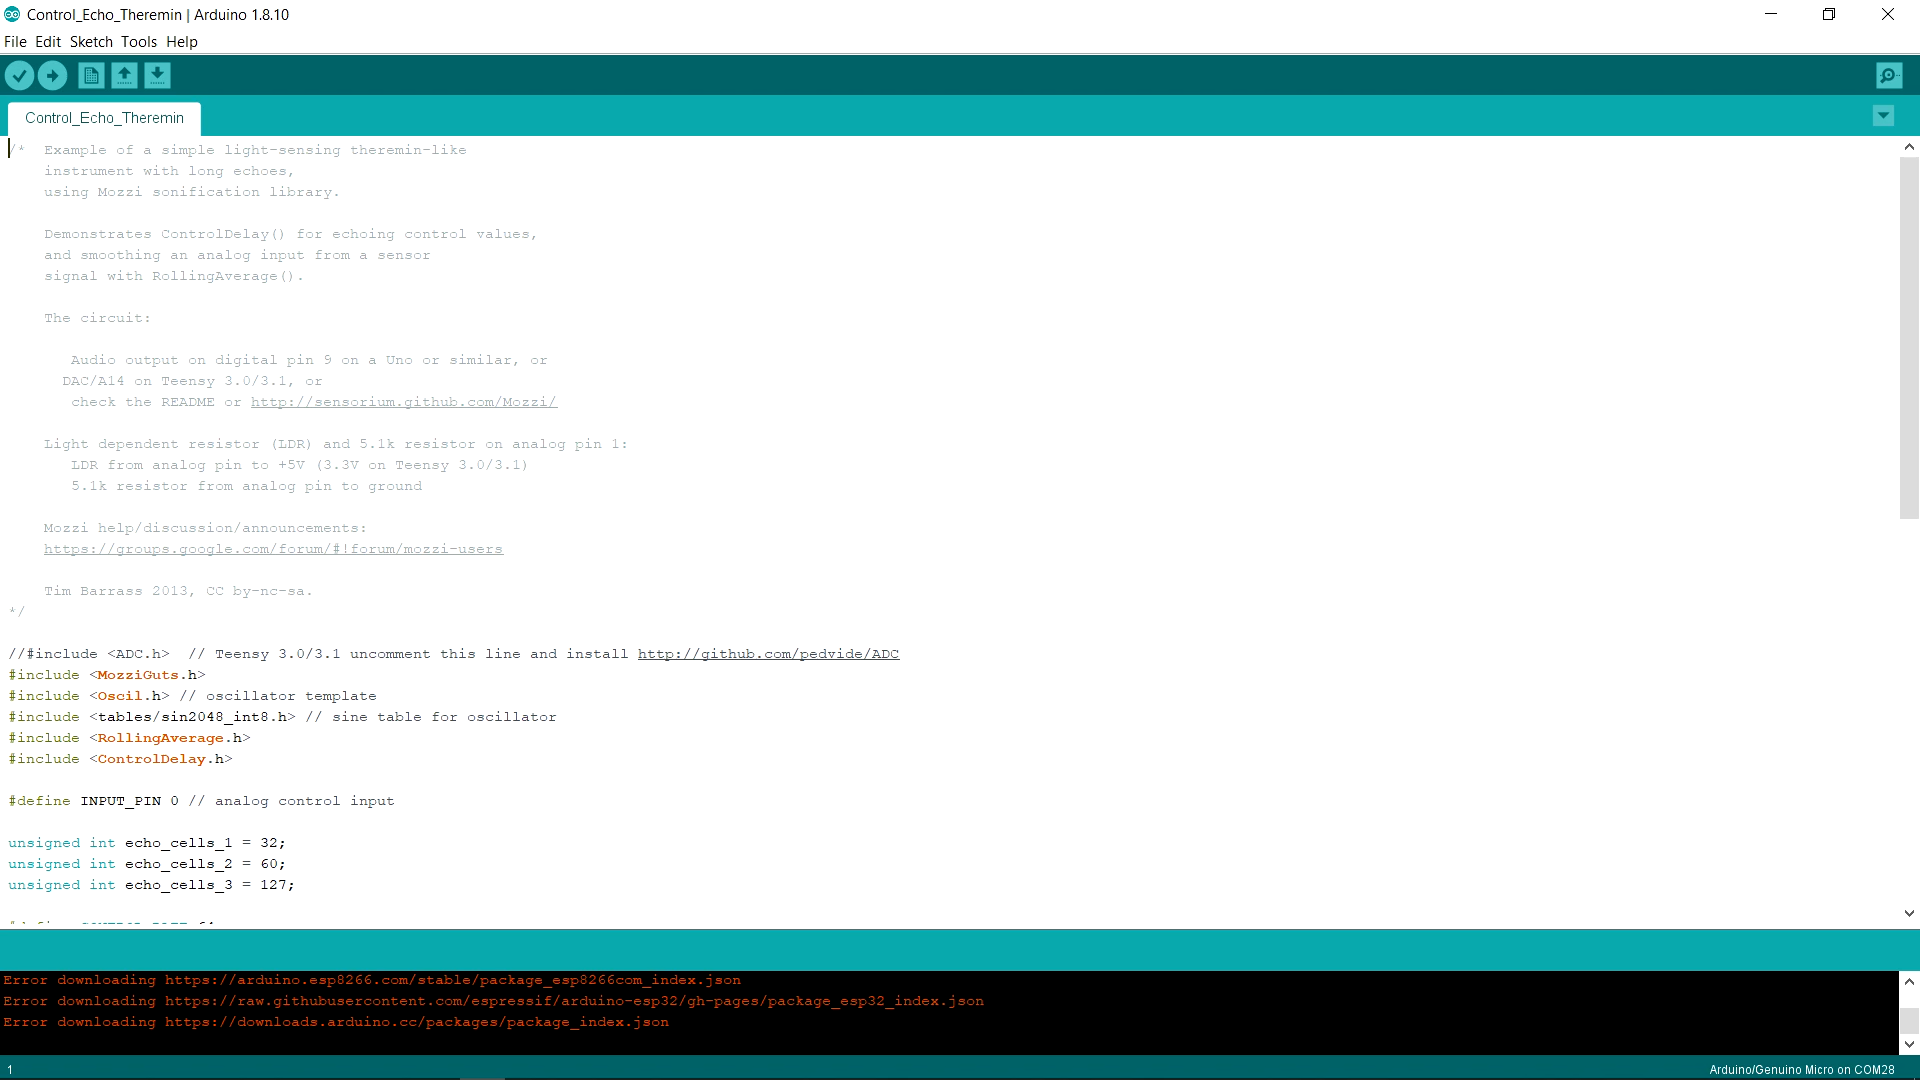 Control_Echo_Theremin | Arduino 1.8.10
File Edit Sketch Tools Help
Control_Echo_Theremin
/*  Example of a simple light-sensing theremin-like
    instrument with long echoes,
    using Mozzi sonification library.
    Demonstrates ControlDelay() for echoing control values,
    and smoothing an analog input from a sensor
    signal with RollingAverage().
    The circuit:
       Audio output on digital pin 9 on a Uno or similar, or
      DAC/A14 on Teensy 3.0/3.1, or
       check the README or http://sensorium.github.com/Mozzi/
    Light dependent resistor (LDR) and 5.1k resistor on analog pin 1:
       LDR from analog pin to +5V (3.3V on Teensy 3.0/3.1)
       5.1k resistor from analog pin to ground
    Mozzi help/discussion/announcements:
    https://groups.google.com/forum/#!forum/mozzi-users
    Tim Barrass 2013, CC by-nc-sa.
*/
//#include <ADC.h>  // Teensy 3.0/3.1 uncomment this line and install http://github.com/pedvide/ADC
#include <MozziGuts.h>
#include <Oscil.h> // oscillator template
#include <tables/sin2048_int8.h> // sine table for oscillator
#include <RollingAverage.h>
#include <ControlDelay.h>
#define INPUT_PIN 0 // analog control input
unsigned int echo_cells_1 = 32;
unsigned int echo_cells_2 = 60;
unsigned int echo_cells_3 = 127;
Error downloading https://arduino.esp8266.com/stable/package_esp8266com_index.json
Error downloading https://raw.githubusercontent.com/espressif/arduino-esp32/gh-pages/package_esp32_index.json
Error downloading https://downloads.arduino.cc/packages/package_index.json
1
Arduino/Genuino Micro on COM28